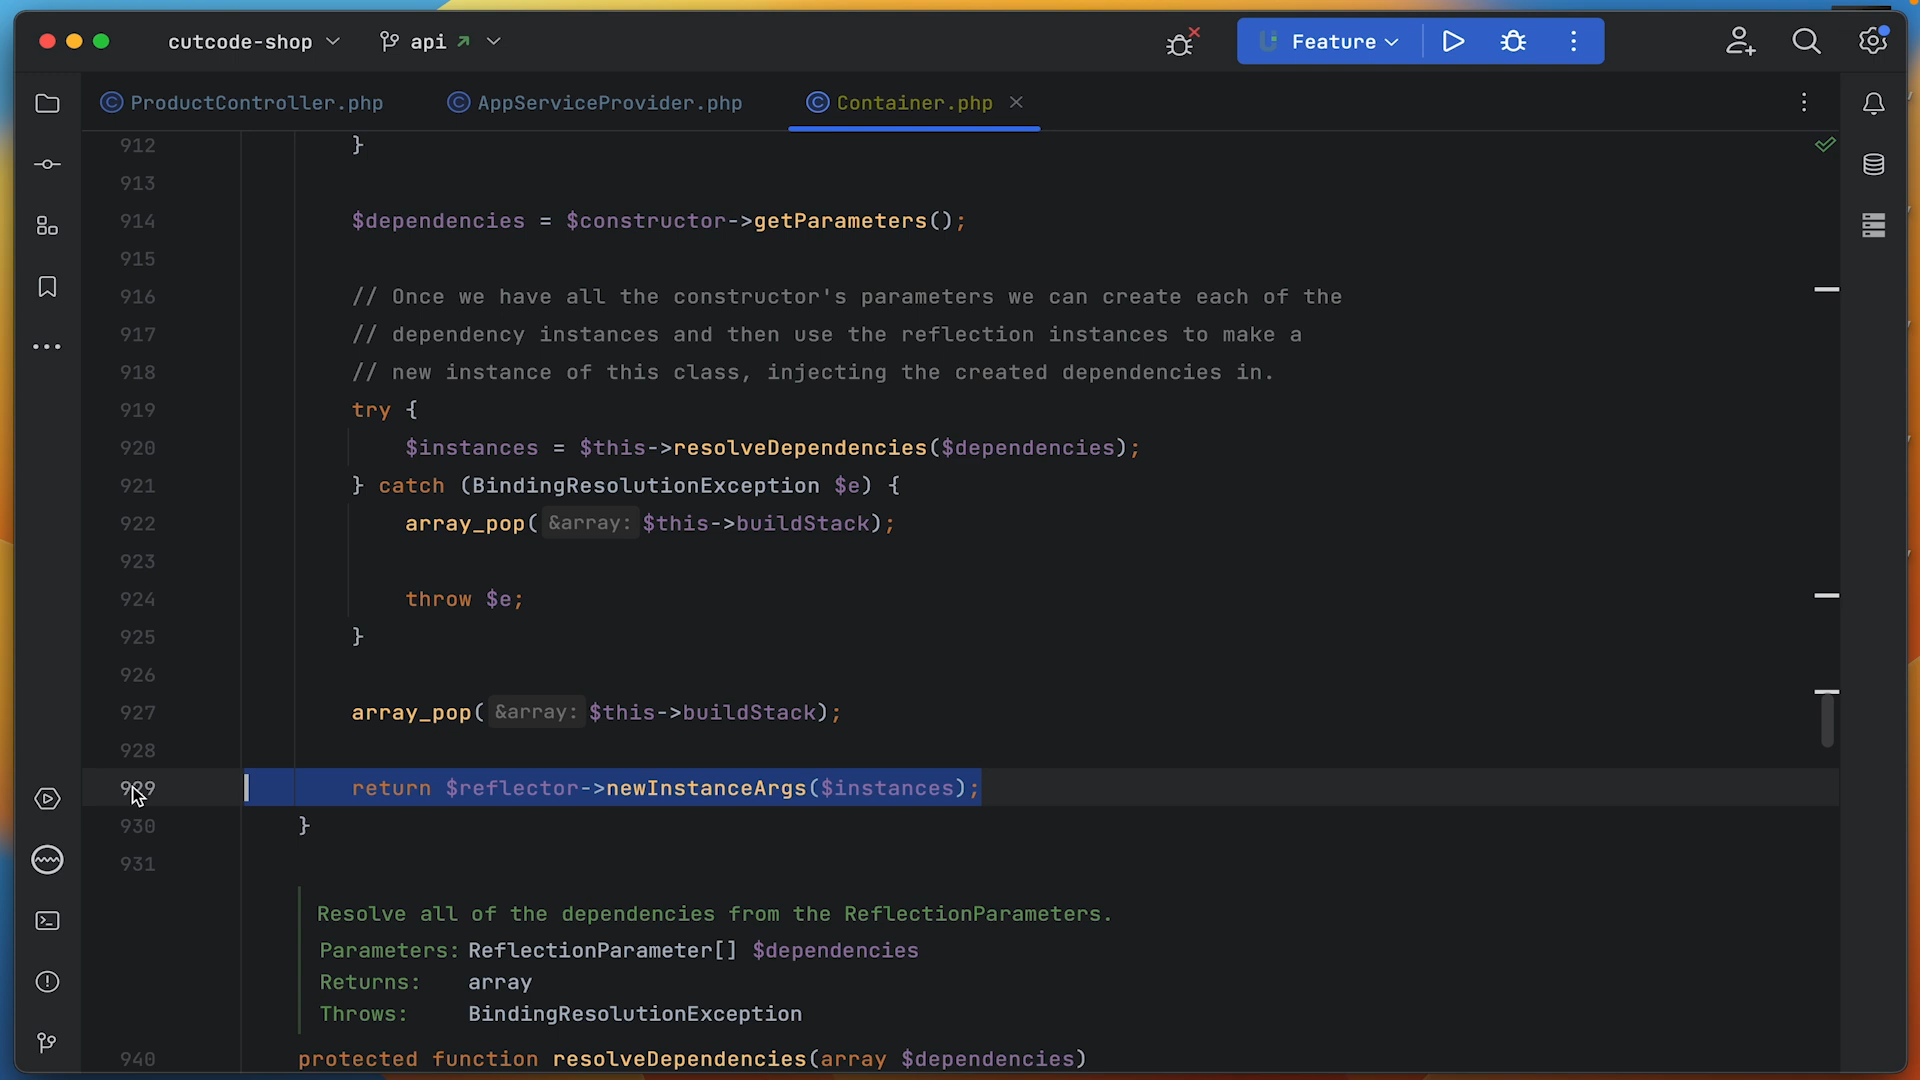 cutcode-shop api Feature
ProductController.php AppServiceProvider.php Container.php
912 }
913
914 $dependencies = $constructor->getParameters();
915
916 // Once we have all the constructor's parameters we can create each of the
917 // dependency instances and then use the reflection instances to make a
918 // new instance of this class, injecting the created dependencies in.
919 try {
920 $instances = $this->resolveDependencies($dependencies);
921 } catch (BindingResolutionException $e) {
922 array_pop( &array: $this->buildStack);
923
924 throw $e;
925 }
926
927 array_pop( &array: $this->buildStack);
928
929 return $reflector->newInstanceArgs($instances);
930 }
931
Resolve all of the dependencies from the ReflectionParameters.
Parameters: ReflectionParameter[] $dependencies
Returns: array
Throws: BindingResolutionException
940 protected function resolveDependencies(array $dependencies)